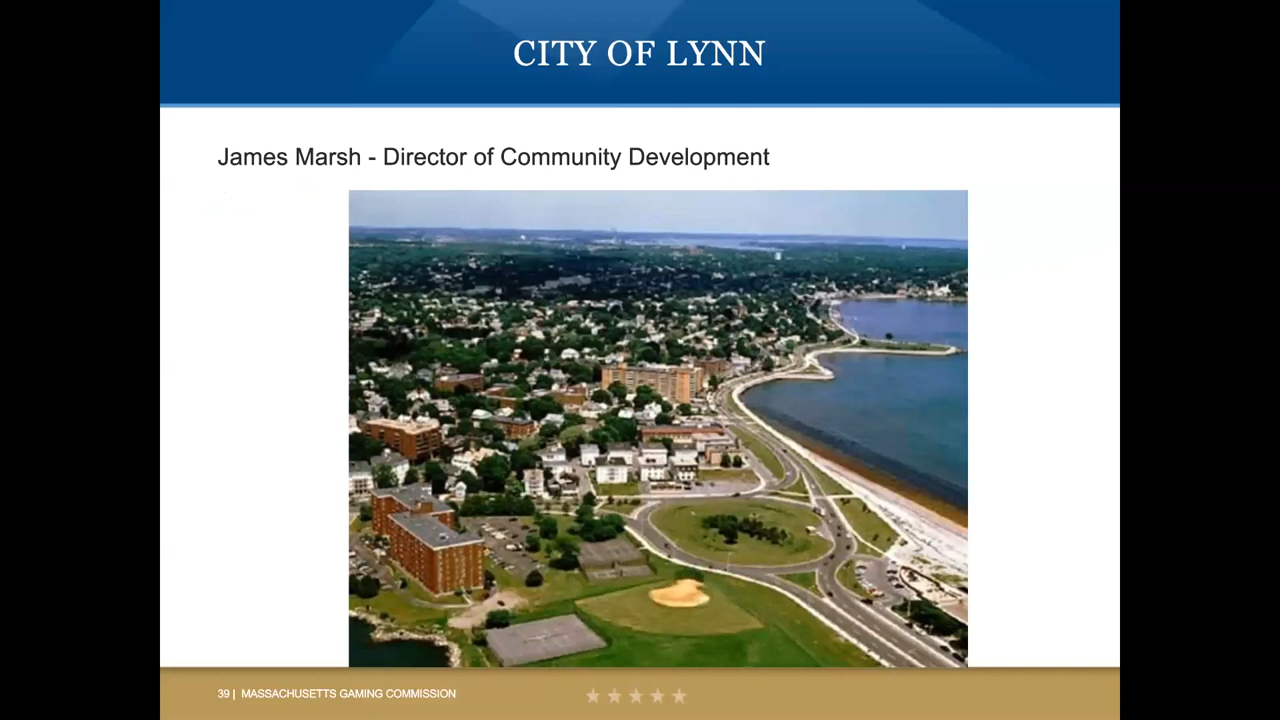 CITY OF LYNN
James Marsh - Director of Community Development
39 | MASSACHUSETTS GAMING COMMISSION